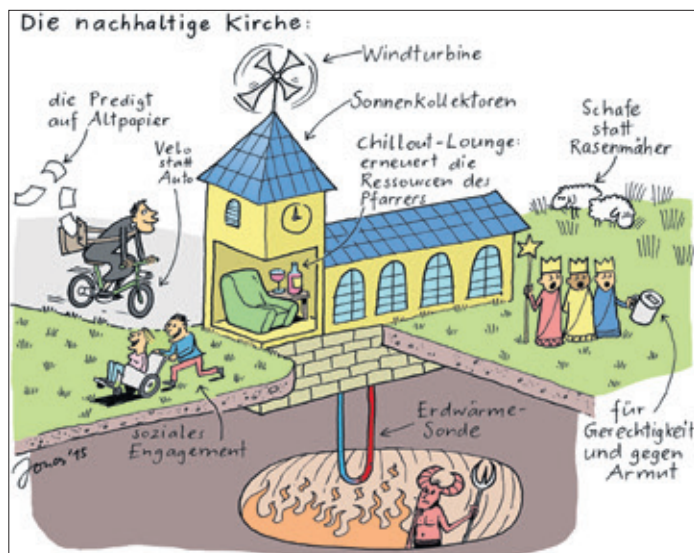 Die nachhaltige Kirche:
Windturbine
die Predigt
auf Altpapier
Sonnenkollektoren
Schafe
statt
Rasenmäher
Velo
statt
Auto
Chillout-Lounge:
erneuert die
Ressourcen des
Pfarrers
soziales
Engagement
Erdwärme-
Sonde
für
Gerechtigkeit
und gegen
Armut
Jonas '15